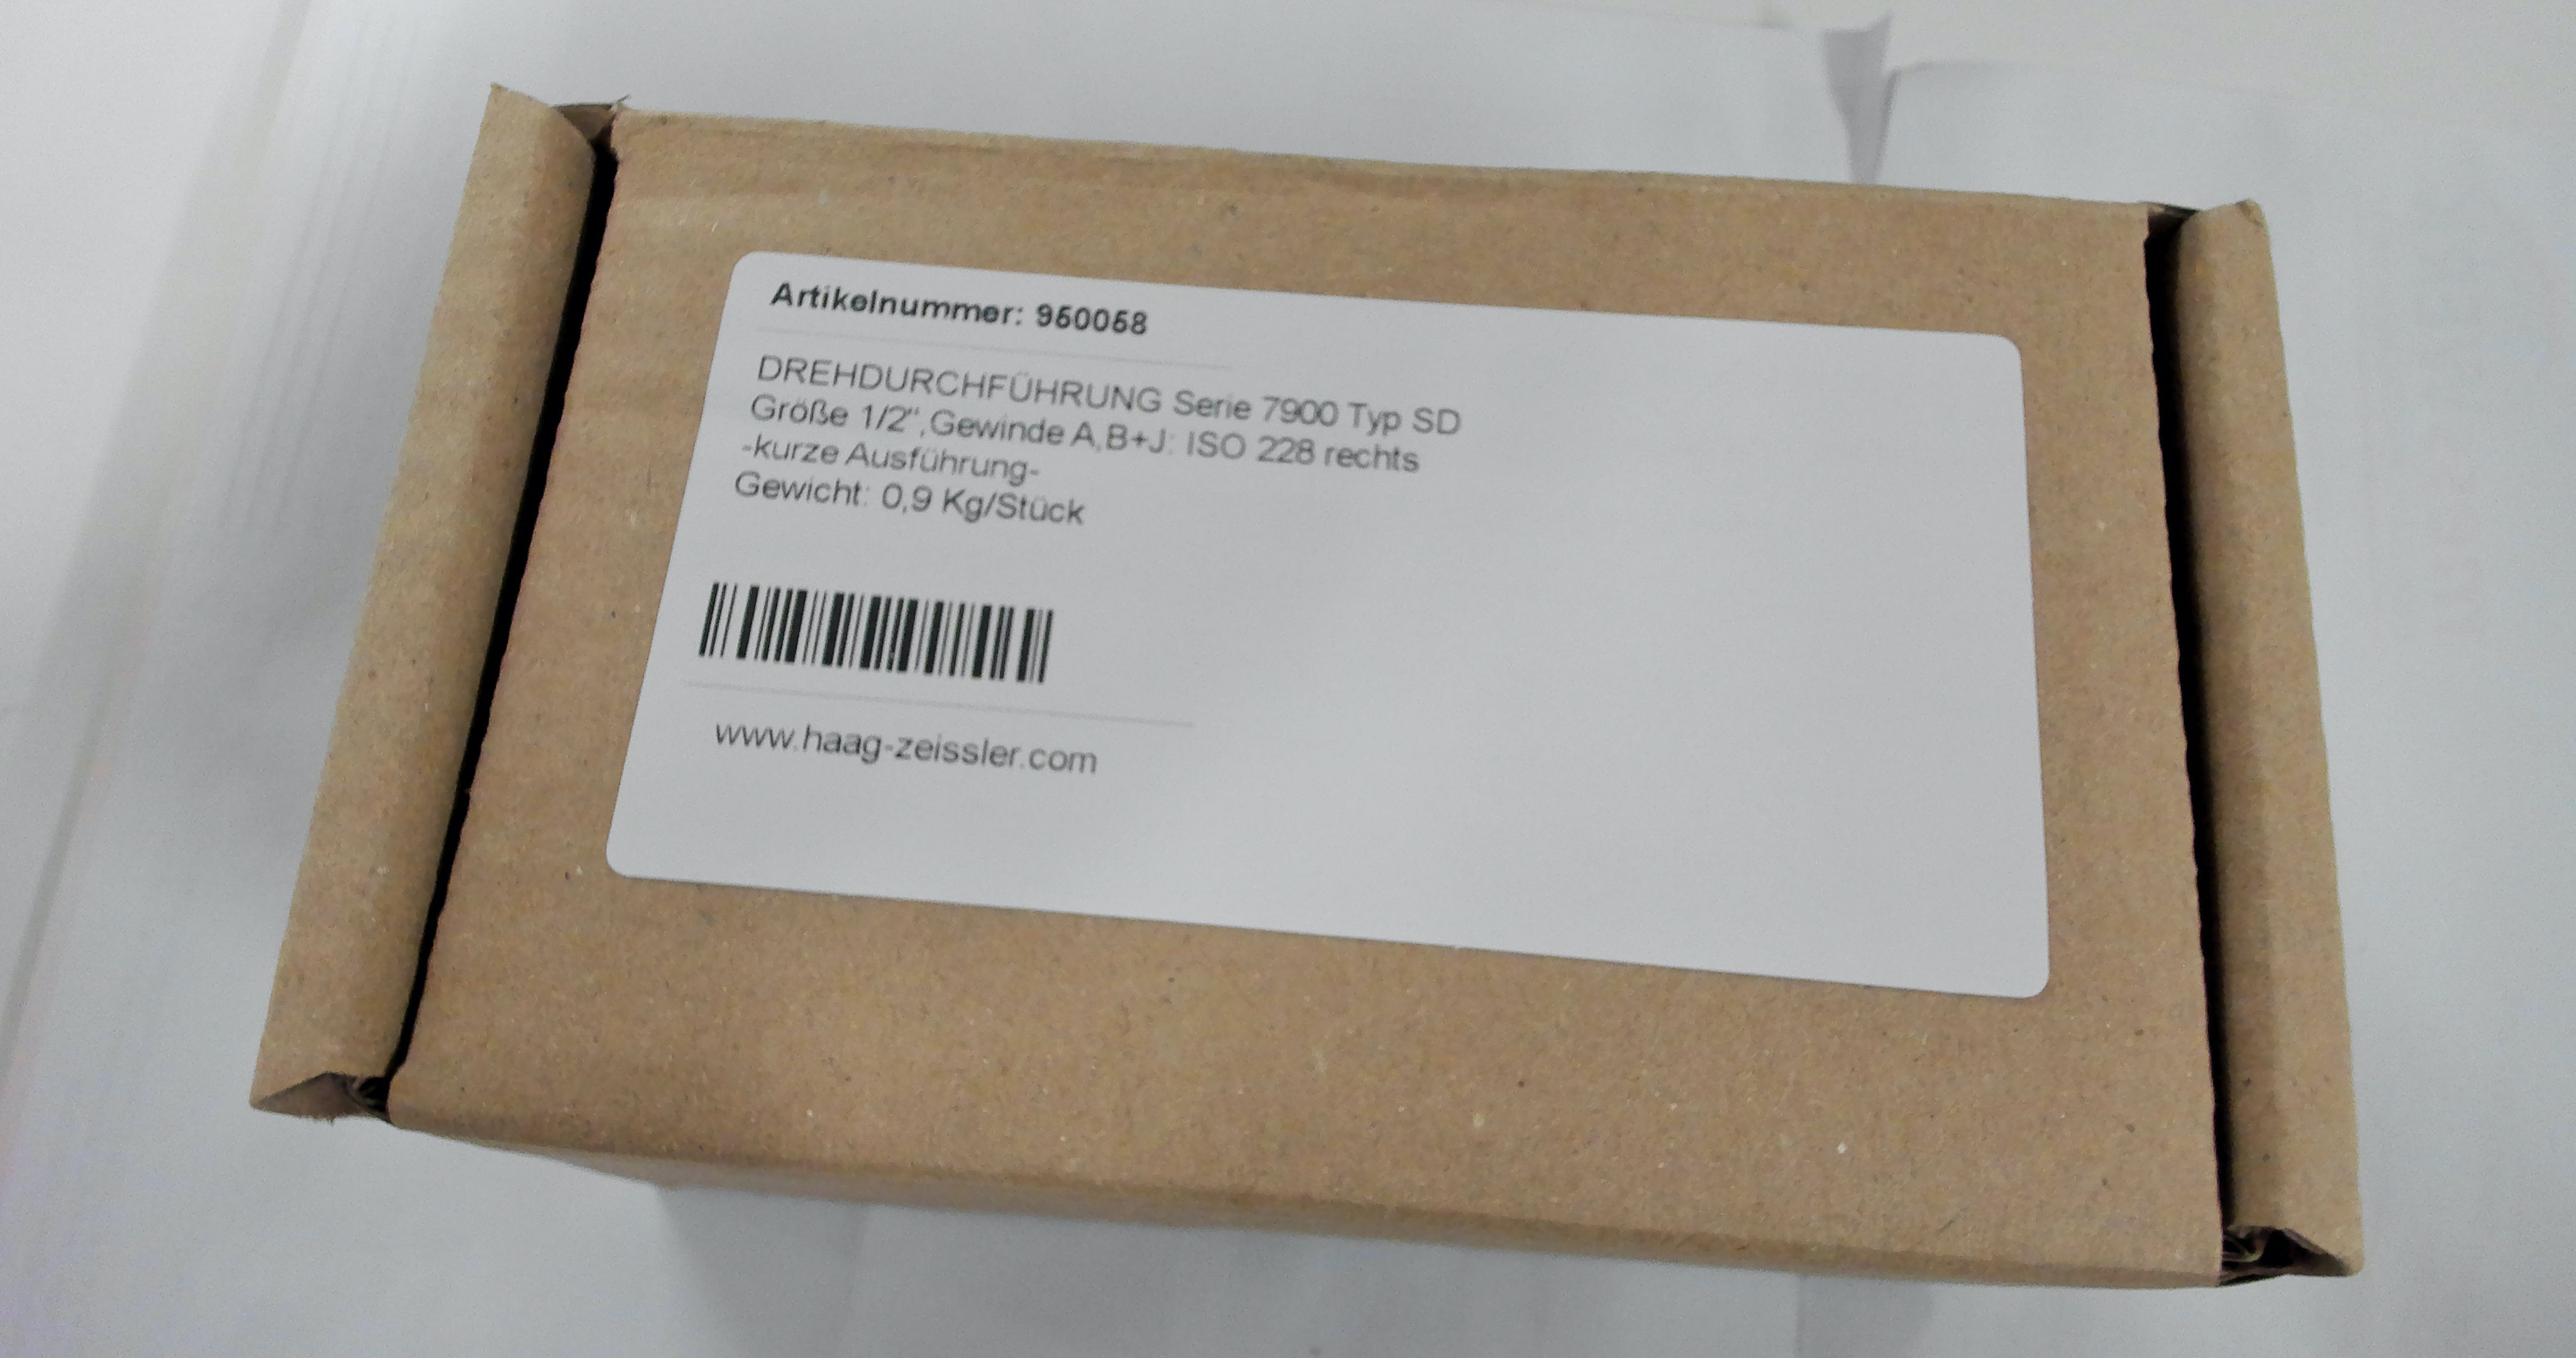 Artikelnummer: 950058
DREHDURCHFÜHRUNG Serie 7900 Typ SD
Größe 1/2",Gewinde A,B+J: ISO 228 rechts
-kurze Ausführung-
Gewicht: 0,9 Kg/Stück
www.haag-zeissler.com